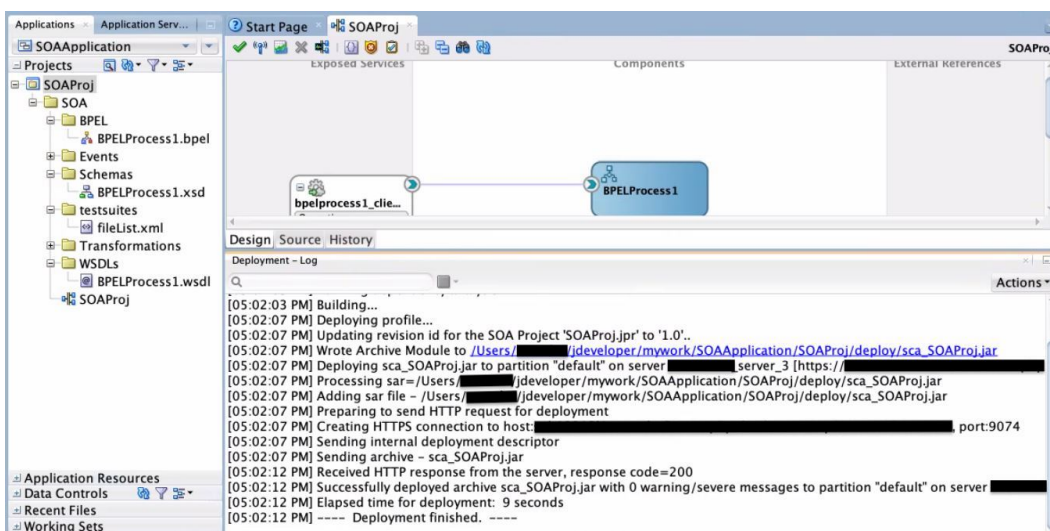 Applications
Application Serv...
SOAApplication
Projects
SOAProj
SOA
BPEL
BPELProcess1.bpel
Events
Schemas
BPELProcess1.xsd
testsuites
fileList.xml
Transformations
WSDLs
BPELProcess1.wsdl
SOAProj
Application Resources
Data Controls
Recent Files
Working Sets
Start Page
SOAProj
SOAPro
Exposed Services
Components
External References
bpelprocess1_clie...
BPELProcess1
Design Source History
Deployment - Log
Actions
[05:02:03 PM] Building...
[05:02:07 PM] Deploying profile...
[05:02:07 PM] Updating revision id for the SOA Project 'SOAProj.jpr' to '1.0'..
[05:02:07 PM] Wrote Archive Module to /Users/ /jdeveloper/mywork/SOAApplication/SOAProj/deploy/sca_SOAProj.jar
[05:02:07 PM] Deploying sca_SOAProj.jar to partition "default" on server _server_3 [https://
[05:02:07 PM] Processing sar=/Users/ /jdeveloper/mywork/SOAApplication/SOAProj/deploy/sca_SOAProj.jar
[05:02:07 PM] Adding sar file - /Users/ /jdeveloper/mywork/SOAApplication/SOAProj/deploy/sca_SOAProj.jar
[05:02:07 PM] Preparing to send HTTP request for deployment
[05:02:07 PM] Creating HTTPS connection to host: , port:9074
[05:02:07 PM] Sending internal deployment descriptor
[05:02:07 PM] Sending archive - sca_SOAProj.jar
[05:02:12 PM] Received HTTP response from the server, response code=200
[05:02:12 PM] Successfully deployed archive sca_SOAProj.jar with 0 warning/severe messages to partition "default" on server
[05:02:12 PM] Elapsed time for deployment: 9 seconds
[05:02:12 PM] ---- Deployment finished. ----